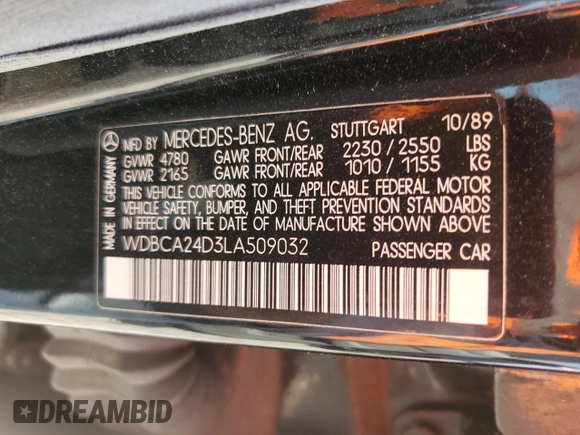 MADE IN GERMANY
MFD BY MERCEDES-BENZ AG. STUTTGART 10/89
GVWR 4780 GAWR FRONT/REAR 2230 / 2550 LBS
GVWR 2165 GAWR FRONT/REAR 1010 / 1155 KG
THIS VEHICLE CONFORMS TO ALL APPLICABLE FEDERAL MOTOR
VEHICLE SAFETY, BUMPER, AND THEFT PREVENTION STANDARDS
IN EFFECT ON THE DATE OF MANUFACTURE SHOWN ABOVE
WDBCA24D3LA509032 PASSENGER CAR
DREAMBID